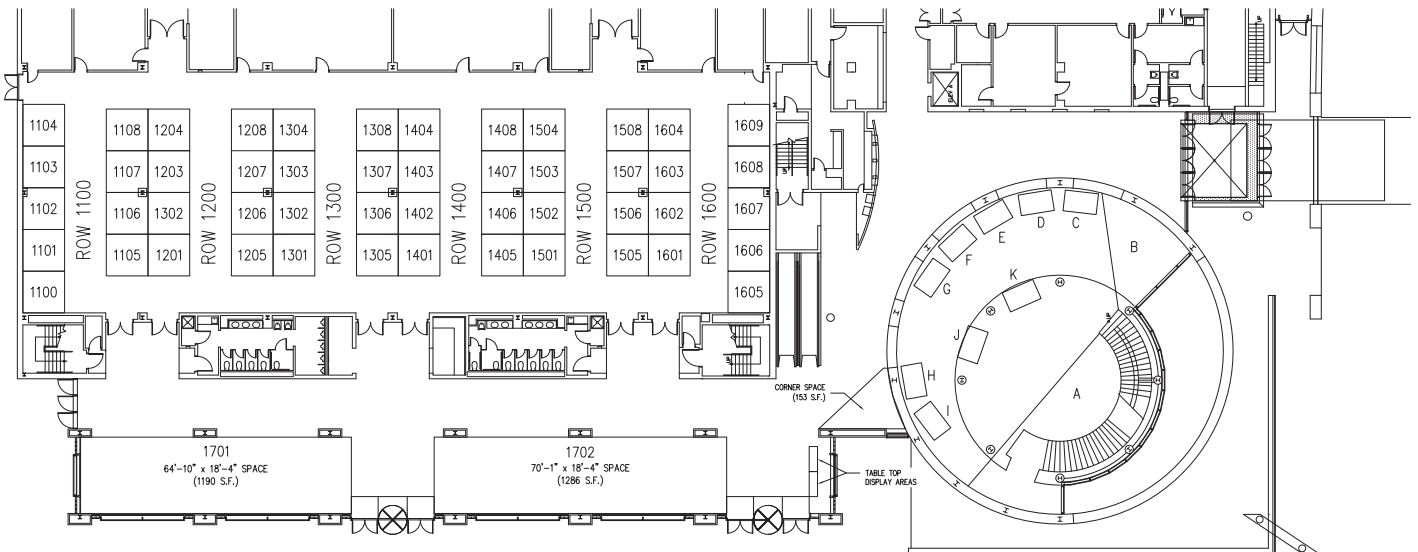 Y
ELEV A
1104 1108 1204 1208 1304 1308 1404 1408 1504 1508 1604 1609
1103 1107 1203 1207 1303 1307 1403 1407 1503 1507 1603 1608
1102 1106 1302 1206 1302 1306 1402 1406 1502 1506 1602 1607
1101 1105 1201 1205 1301 1305 1401 1405 1501 1505 1601 1606
1100 1605
ROW 1100
ROW 1200
ROW 1300
ROW 1400
ROW 1500
ROW 1600
C
D
E
F
G
B
K
J
H
I
A
CORNER SPACE
(153 S.F.)
1701
64'-10" x 18'-4" SPACE
(1190 S.F.)
1702
70'-1" x 18'-4" SPACE
(1286 S.F.)
TABLE TOP
DISPLAY AREAS